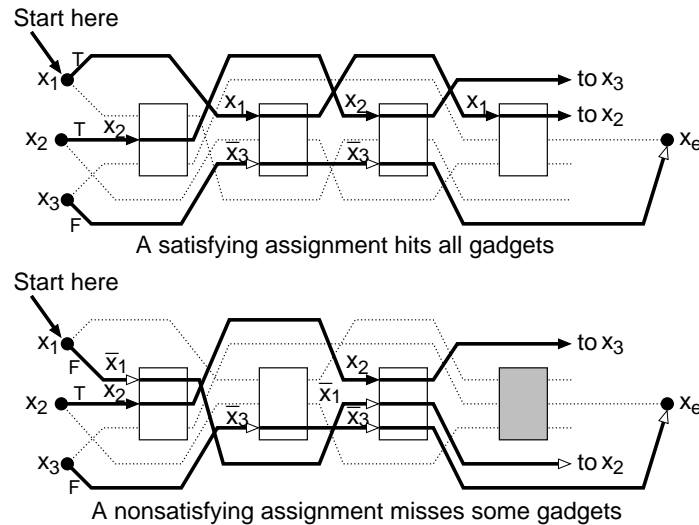 Start here
T
x1
x1
x2
x1
to x3
to x2
x2
T
x2
x̅3
x̅3
xe
x3
F
A satisfying assignment hits all gadgets
Start here
x1
F
x̅1
x2
to x3
x2
T
x2
x̅1
x̅3
x̅3
xe
x3
F
to x2
A nonsatisfying assignment misses some gadgets